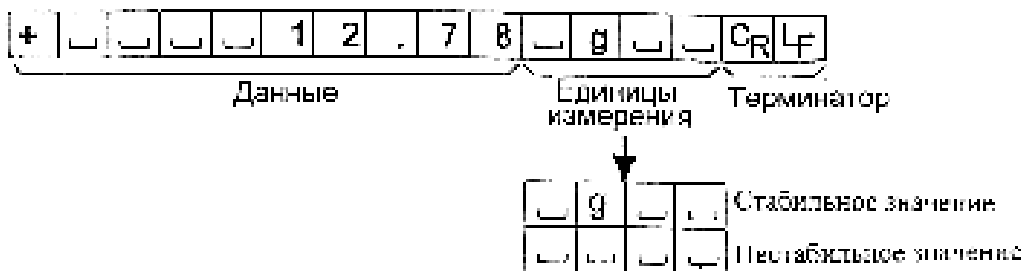 + ␣ ␣ ␣ ␣ 1 2 . 7 8 ␣ g ␣ ␣ CR LF
Данные
Единицы
измерения
Терминатор
␣ g ␣ ␣ Стабильное значение
␣ ␣ ␣ ␣ Нестабильное значение